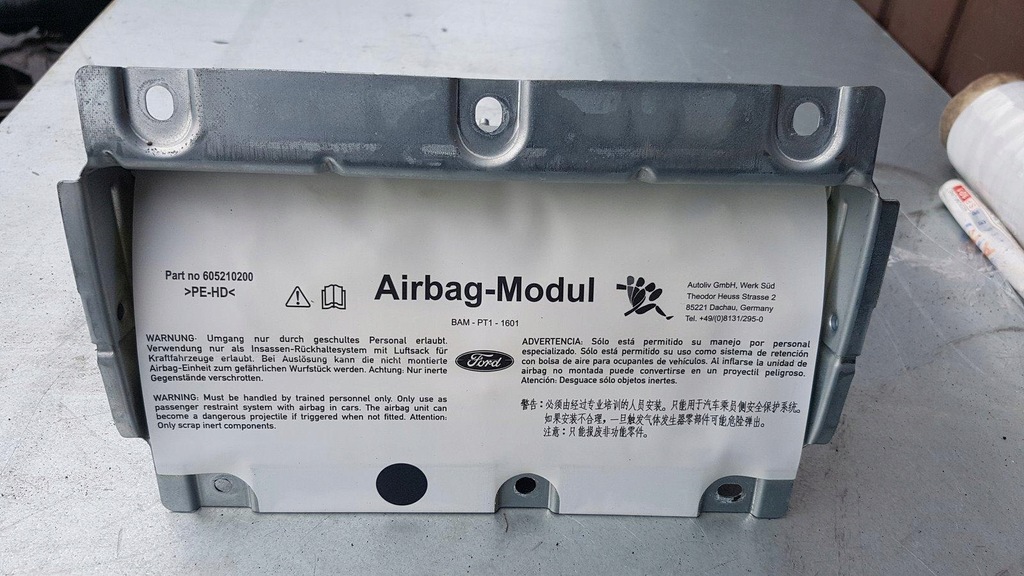 Part no 605210200
>PE-HD<
Airbag-Modul
BAM - PT1 - 1601
Autoliv GmbH, Werk Süd
Theodor Heuss Strasse 2
85221 Dachau, Germany
Tel. +49/(0)8131/295-0
WARNUNG: Umgang nur durch geschultes Personal erlaubt.
Verwendung nur als Insassen-Rückhaltesystem mit Luftsack für
Kraftfahrzeuge erlaubt. Bei Auslösung kann die nicht montierte
Airbag-Einheit zum gefährlichen Wurfstück werden. Achtung: Nur inerte
Gegenstände verschrotten.
WARNING: Must be handled by trained personnel only. Only use as
passenger restraint system with airbag in cars. The airbag unit can
become a dangerous projectile if triggered when not fitted. Attention:
Only scrap inert components.
Ford
ADVERTENCIA: Sólo está permitido su manejo por personal
especializado. Sólo está permitido su uso como sistema de retención
con bolsa de aire para ocupantes de vehículos. Al inflarse la unidad de
airbag no montada puede convertirse en un proyectil peligroso.
Atención: Desguace sólo objetos inertes.
警告：必须由经过专业培训的人员安装。只能用于汽车乘员侧安全保护系统。
如果安装不合理，一旦触发气体发生器零部件可能危险弹出。
注意：只能报废非功能零件。